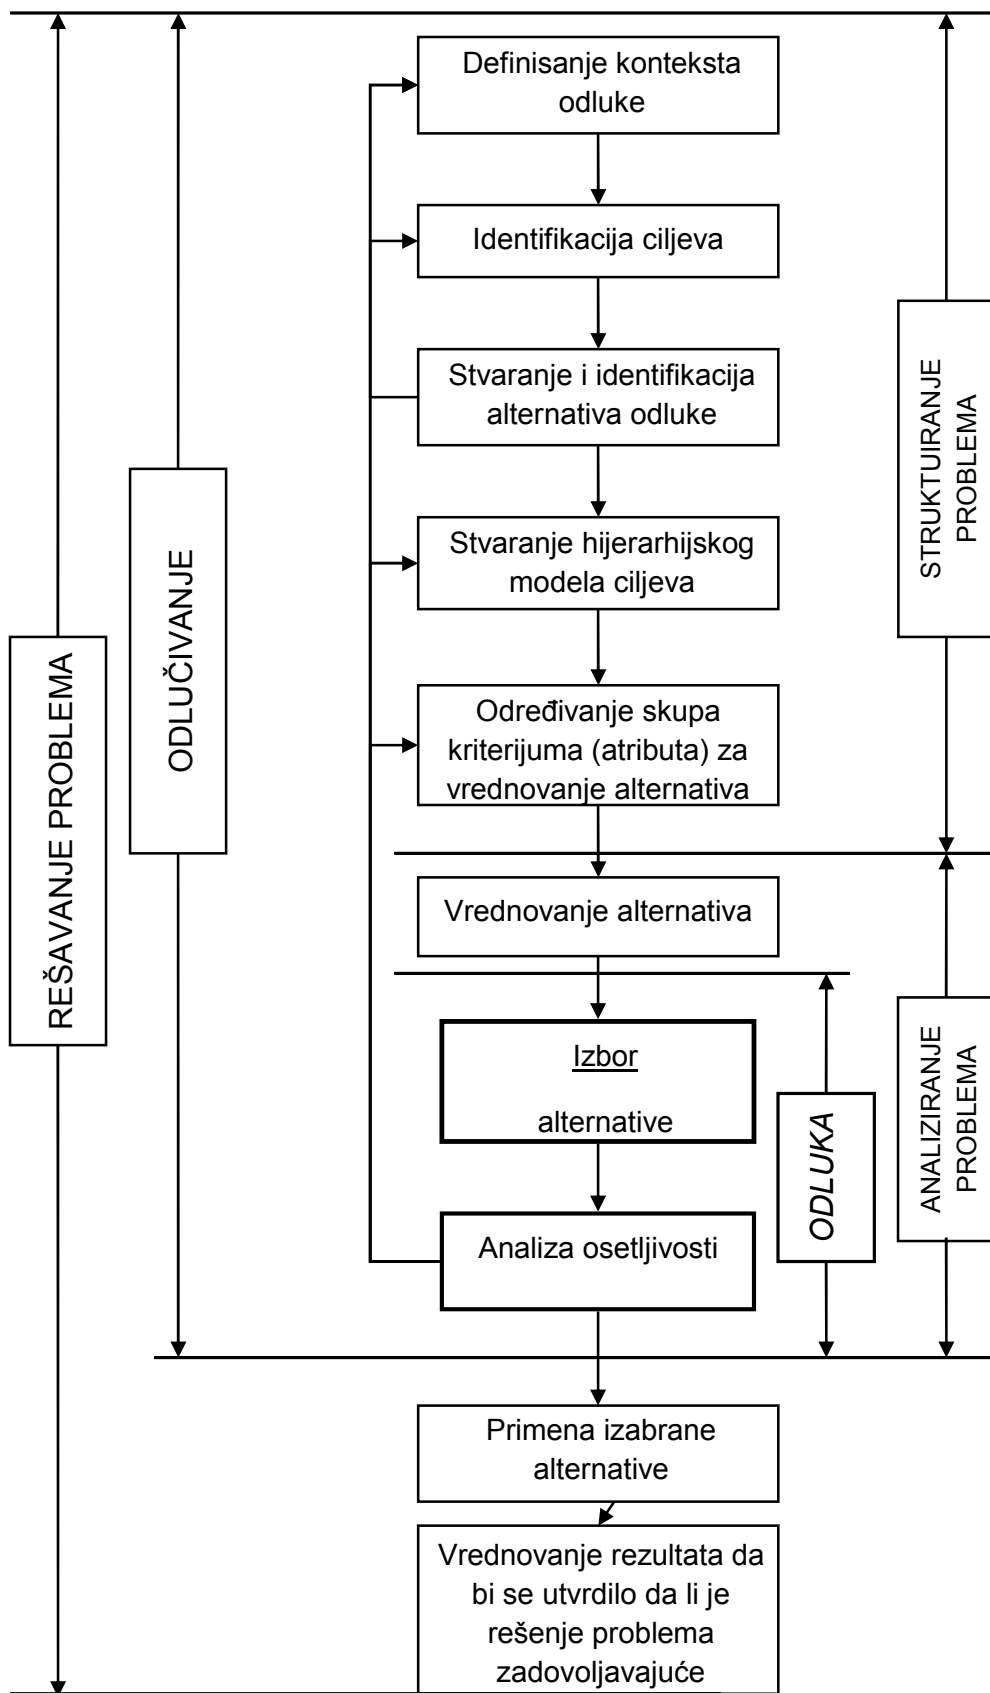 Definisanje konteksta
odluke
Identifikacija ciljeva
Stvaranje i identifikacija
alternativa odluke
Stvaranje hijerarhijskog
modela ciljeva
Određivanje skupa
kriterijuma (atributa) za
vrednovanje alternativa
Vrednovanje alternativa
Izbor
alternative
Analiza osetljivosti
Primena izabrane
alternative
Vrednovanje rezultata da
bi se utvrdilo da li je
rešenje problema
zadovoljavajuće
REŠAVANJE PROBLEMA
ODLUČIVANJE
STRUKTUIRANJE
PROBLEMA
ODLUKA
ANALIZIRANJE
PROBLEMA